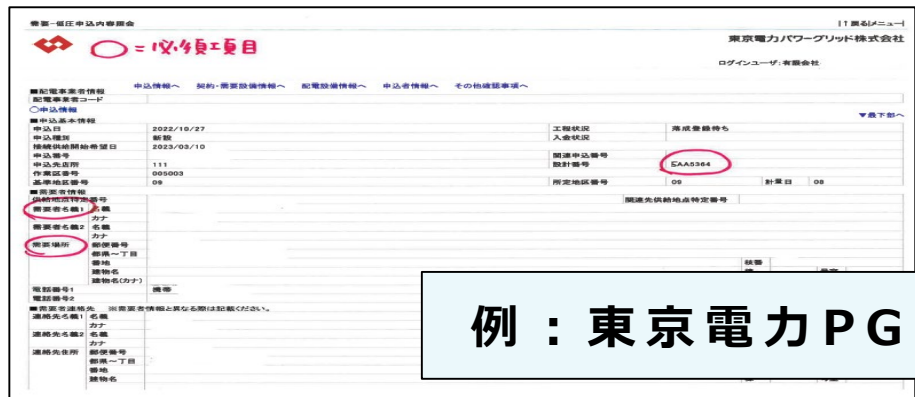 需要-低圧申込内容照会 |↑戻る|メニュー|
○=必須項目
東京電力パワーグリッド株式会社
ログインユーザ:有限会社
申込情報へ 契約・需要設備情報へ 配電設備情報へ 申込者情報へ その他確認事項へ
■配電事業者情報
配電事業者コード
○申込情報 ▼最下部へ
■申込基本情報
申込日 2022/10/27 工程状況 落成登録待ち
申込種別 新設 入金状況
接続供給開始希望日 2023/03/10
申込番号 関連申込番号
申込先店所 111 設計番号 EAA5364
作業区番号 005003
基準地区番号 09 所定地区番号 09 計量日 08
■需要者情報
供給地点特定番号 関連先供給地点特定番号
需要者名義1 名義
カナ
需要者名義2 名義
カナ
需要場所 郵便番号
都県~丁目
番地 枝番
建物名
建物名(カナ)
電話番号1 携帯
電話番号2
■需要者連絡先 ※需要者情報と異なる際は記載ください。
連絡先名義1 名義
カナ
連絡先名義2 名義
カナ
連絡先住所 郵便番号
都県~丁目
番地
建物名
例:東京電力PG